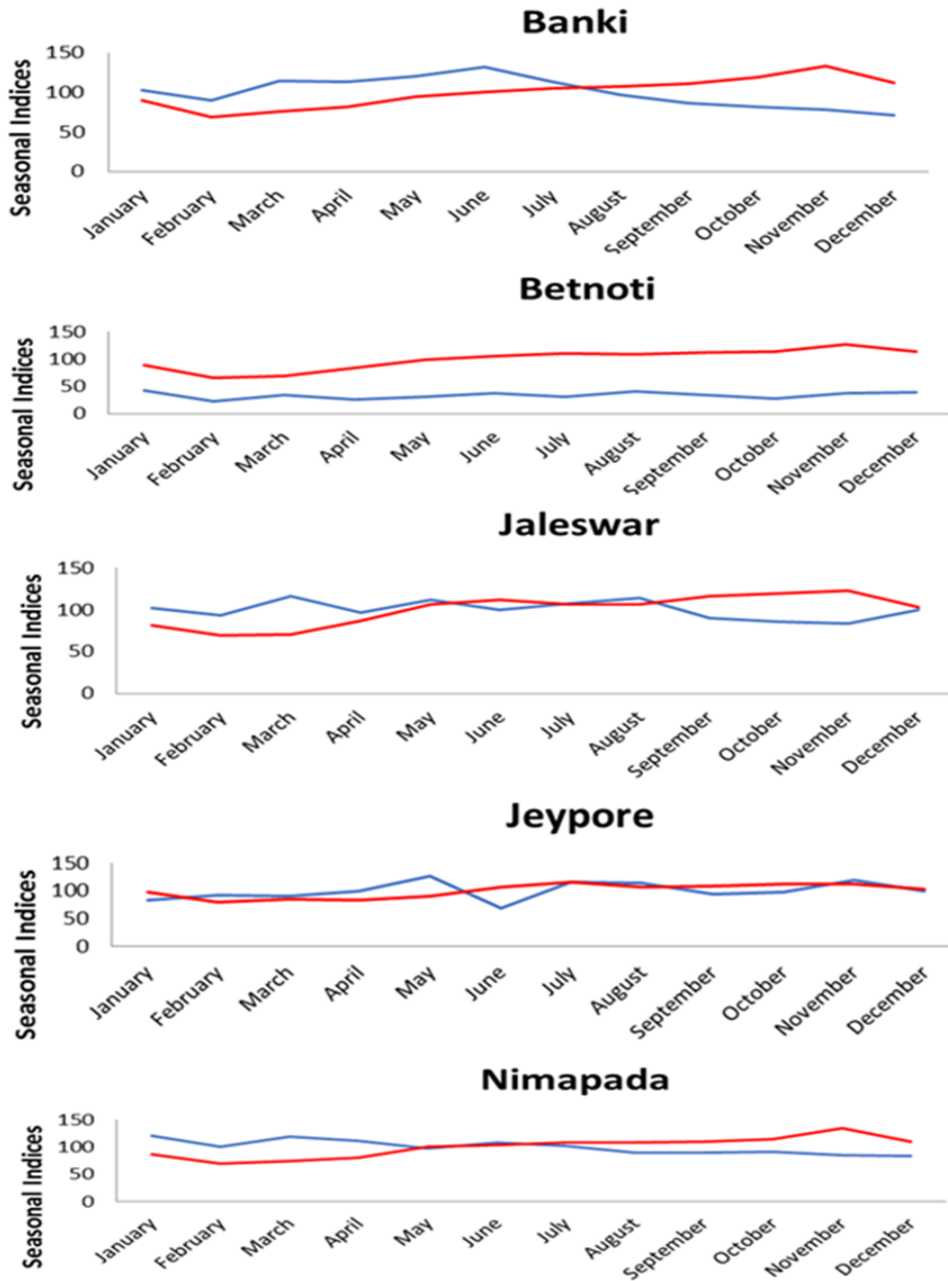 Banki
Seasonal Indices
150
100
50
0
January February March April May June July August September October November December
Betnoti
Seasonal Indices
150
100
50
0
January February March April May June July August September October November December
Jaleswar
Seasonal Indices
150
100
50
0
January February March April May June July August September October November December
Jeypore
Seasonal Indices
150
100
50
0
January February March April May June July August September October November December
Nimapada
Seasonal Indices
150
100
50
0
January February March April May June July August September October November December